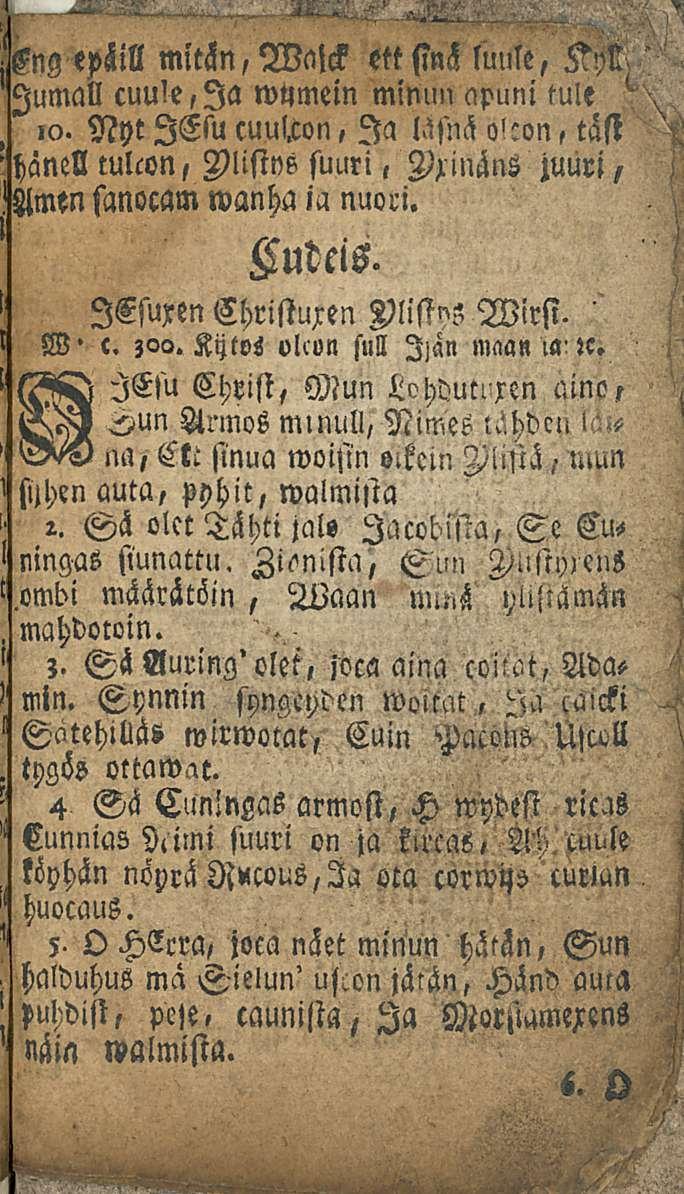 Eng epäill mitän, Waick ett sinä luule, Kyll
Jumall cuule, Ja wijmein minun apuni tule
10. Nyt JEsu cuulcon, Ja läsnä olcon, täst
hänell tulcon, Ylistys suuri, Yxinäns juuri,
Amen sanocam wanha ia nuori.
Cudeis.
JEsuxen Christuxen Ylistys Wirsi.
W. c. 300. Kijtos olcon sull Jjän maan ia: ꝛc.
JEsu Christ, Mun Lohdutuxen aino,
Sun Armos minull, Nimes tähden lai-
na, Ett sinua woisin oikein Ylistä, mun
sijhen auta, pyhit, walmista
2. Sä olet Tähti jalo Jacobista, Se Cu-
ningas siunattu. Zionista, Sun Ylistyxens
ombi määrätöin, Waan minä ylistämän
mahdotoin.
3. Sä Auring' olet, joca aina coitat, Ada-
min. Synnin syngeyden woitat, Ja caicki
Sätehilläs wirwotat, Cuin Pacohs Uscoll
tygös ottawat.
4 Sä Cuningas armost, H wydest ricas
Cunnias Nimi suuri on ja kircas, Ah cuule
köyhän nöyrä Rucous, Ja ota corwijs curian
huocaus.
5. O HErra, joca näet minun hätän, Sun
halduhus mä Sielun' uscon jätän, Händ auta
puhdist, pese, caunista, Ja Morsiamexens
näin walmista.
6. O